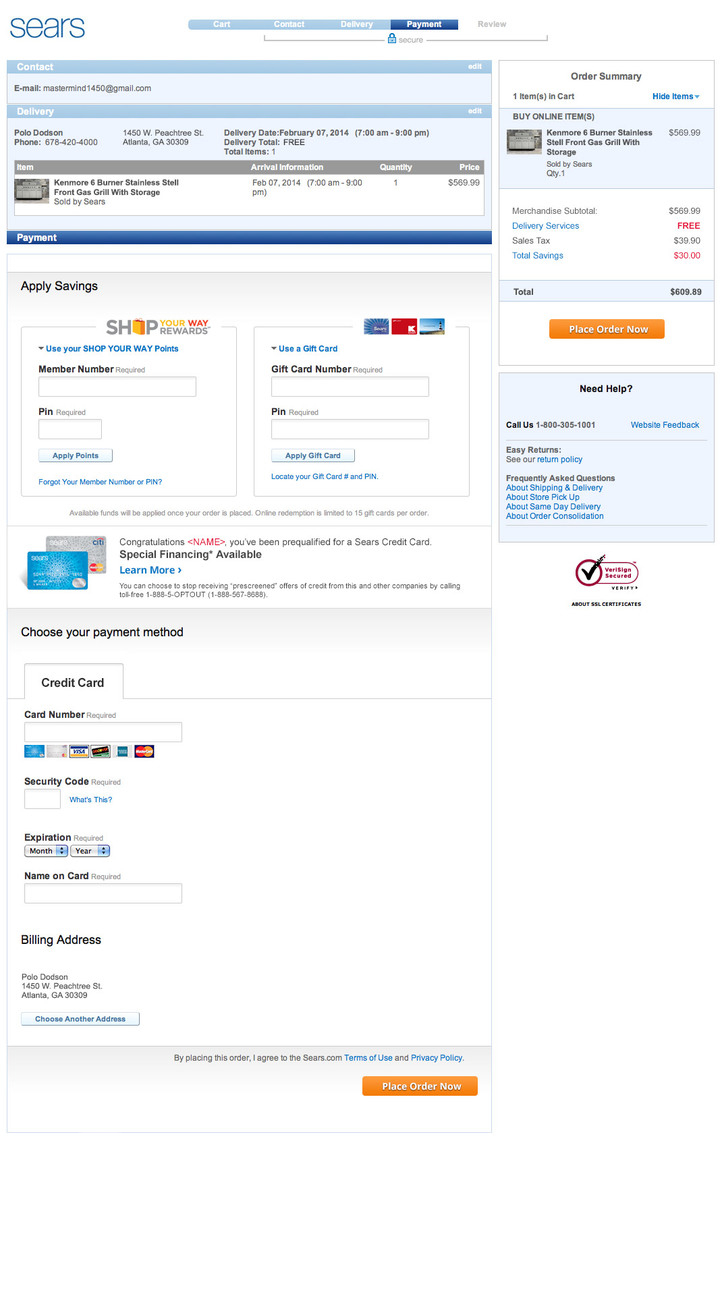 sears
Cart Contact Delivery Payment Review
secure
Contact edit
E-mail: mastermind1450@gmail.com
Delivery edit
Polo Dodson
Phone: 678-420-4000
1450 W. Peachtree St.
Atlanta, GA 30309
Delivery Date:February 07, 2014 (7:00 am - 9:00 pm)
Delivery Total: FREE
Total Items: 1
Item Arrival Information Quantity Price
Kenmore 6 Burner Stainless Stell Feb 07, 2014 (7:00 am - 9:00 1 $569.99
Front Gas Grill With Storage pm)
Sold by Sears
Payment
Apply Savings
SHOP YOUR WAY
REWARDS
Use your SHOP YOUR WAY Points
Member Number Required
Pin Required
Apply Points
Forgot Your Member Number or PIN?
Sears
Use a Gift Card
Gift Card Number Required
Pin Required
Apply Gift Card
Locate your Gift Card # and PIN.
Available funds will be applied once your order is placed. Online redemption is limited to 15 gift cards per order.
sears citi
Congratulations <NAME>, you've been prequalified for a Sears Credit Card.
Special Financing* Available
Learn More ›
You can choose to stop receiving "prescreened" offers of credit from this and other companies by calling
toll-free 1-888-5-OPTOUT (1-888-567-8688).
Choose your payment method
Credit Card
Card Number Required
VISA
Security Code Required
What's This?
Expiration Required
Month Year
Name on Card Required
Billing Address
Polo Dodson
1450 W. Peachtree St.
Atlanta, GA 30309
Choose Another Address
By placing this order, I agree to the Sears.com Terms of Use and Privacy Policy.
Place Order Now
Order Summary
1 Item(s) in Cart Hide Items
BUY ONLINE ITEM(S)
Kenmore 6 Burner Stainless $569.99
Stell Front Gas Grill With
Storage
Sold by Sears
Qty.1
Merchandise Subtotal: $569.99
Delivery Services FREE
Sales Tax $39.90
Total Savings $30.00
Total $609.89
Place Order Now
Need Help?
Call Us 1-800-305-1001 Website Feedback
Easy Returns:
See our return policy
Frequently Asked Questions
About Shipping & Delivery
About Store Pick Up
About Same Day Delivery
About Order Consolidation
VeriSign
Secured
VERIFY
ABOUT SSL CERTIFICATES